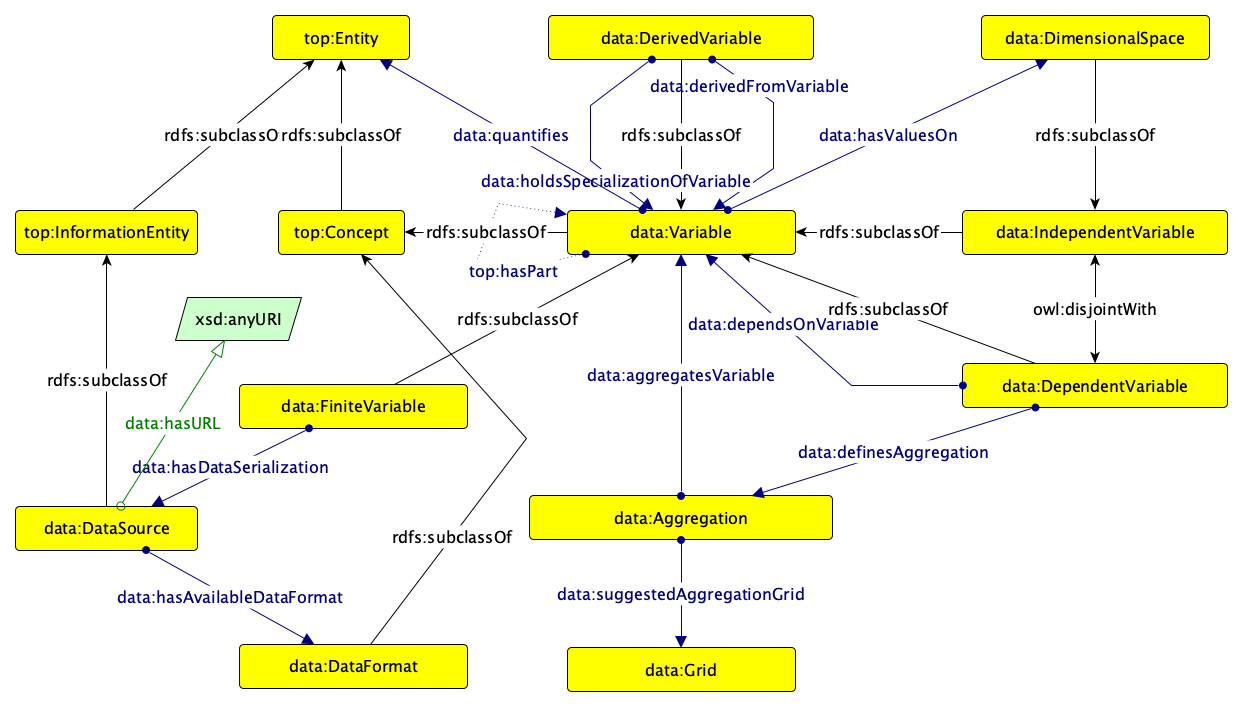 top:Entity
data:DerivedVariable
data:DimensionalSpace
data:derivedFromVariable
rdfs:subclassO
rdfs:subclassOf
data:quantifies
rdfs:subclassOf
data:hasValuesOn
rdfs:subclassOf
data:holdsSpecializationOfVariable
top:InformationEntity
top:Concept
rdfs:subclassOf
data:Variable
rdfs:subclassOf
data:IndependentVariable
top:hasPart
xsd:anyURI
rdfs:subclassOf
data:dependsOnVariable
rdfs:subclassOf
owl:disjointWith
rdfs:subclassOf
data:aggregatesVariable
data:DependentVariable
data:FiniteVariable
data:hasURL
data:hasDataSerialization
data:definesAggregation
data:DataSource
data:Aggregation
rdfs:subclassOf
data:hasAvailableDataFormat
data:suggestedAggregationGrid
data:DataFormat
data:Grid